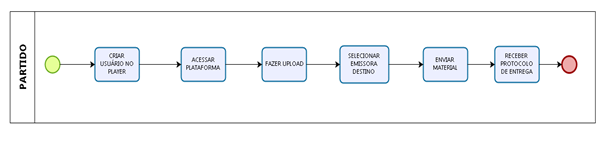 PARTIDO
CRIAR
USUÁRIO NO
PLAYER
ACESSAR
PLATAFORMA
FAZER UPLOAD
SELECIONAR
EMISSORA
DESTINO
ENVIAR
MATERIAL
RECEBER
PROTOCOLO
DE ENTREGA